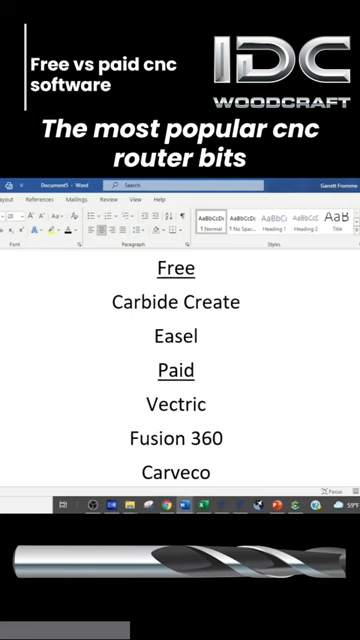 Free vs paid cnc
software
IDC
WOODCRAFT
The most popular cnc
router bits
Document5 - Word
Search
Garrett Fromme
References
Mailings
Review
View
Help
Acrobat
AaBbCcDc
AaBbCcDc
AaBbCc
AaBbCc
AaB
¶ Normal
¶ No Spac...
Heading 1
Heading 2
Title
Font
Paragraph
Styles
Free
Carbide Create
Easel
Paid
Vectric
Fusion 360
Carveco
Focus
59°F